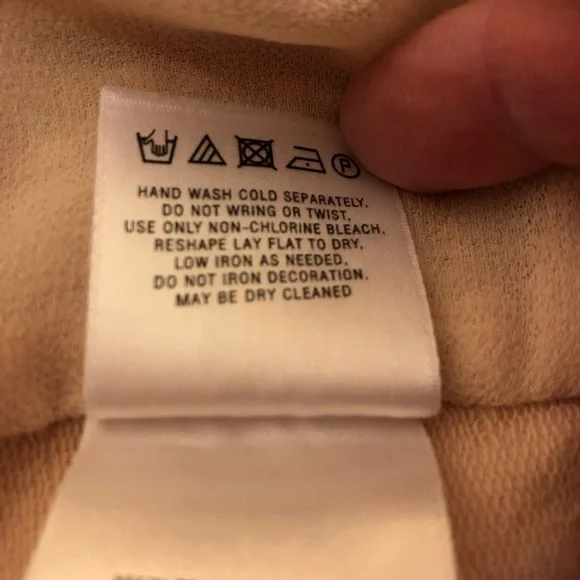 P
HAND WASH COLD SEPARATELY.
DO NOT WRING OR TWIST,
USE ONLY NON-CHLORINE BLEACH.
RESHAPE LAY FLAT TO DRY.
LOW IRON AS NEEDED.
DO NOT IRON DECORATION.
MAY BE DRY CLEANED